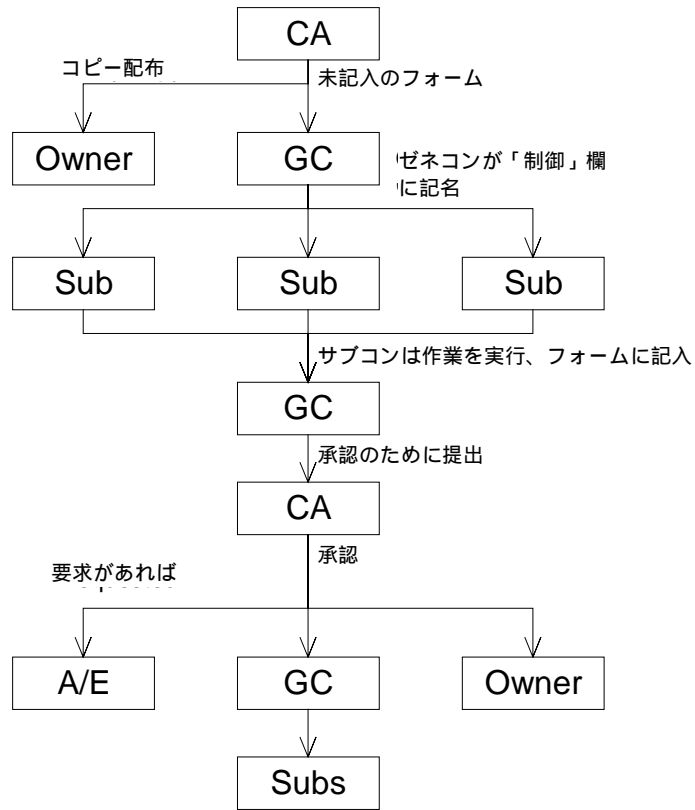 CA
コピー配布
未記入のフォーム
Owner
GC
ゼネコンが「制御」欄
に記名
Sub
Sub
Sub
サブコンは作業を実行、フォームに記入
GC
承認のために提出
CA
承認
要求があれば
A/E
GC
Owner
Subs